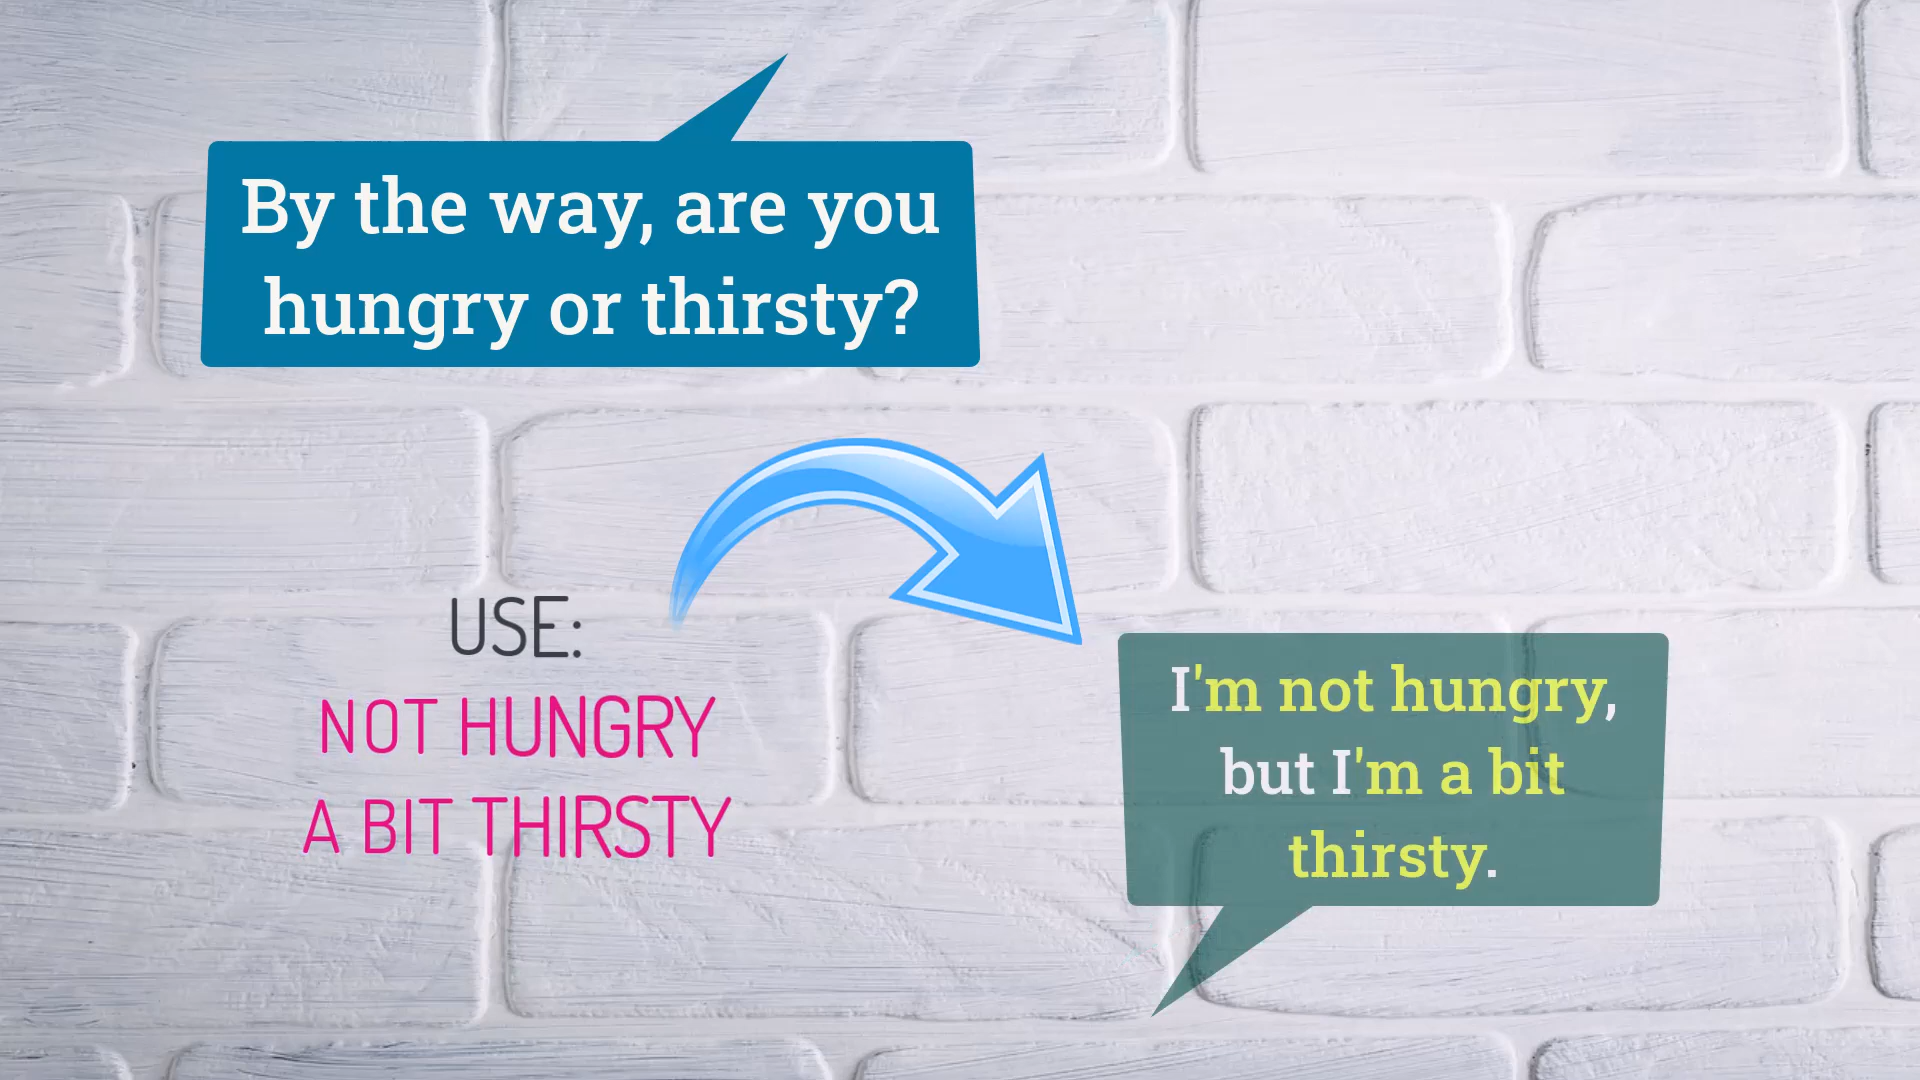 By the way, are you
hungry or thirsty?
USE:
NOT HUNGRY
A BIT THIRSTY
I'm not hungry,
but I'm a bit
thirsty.